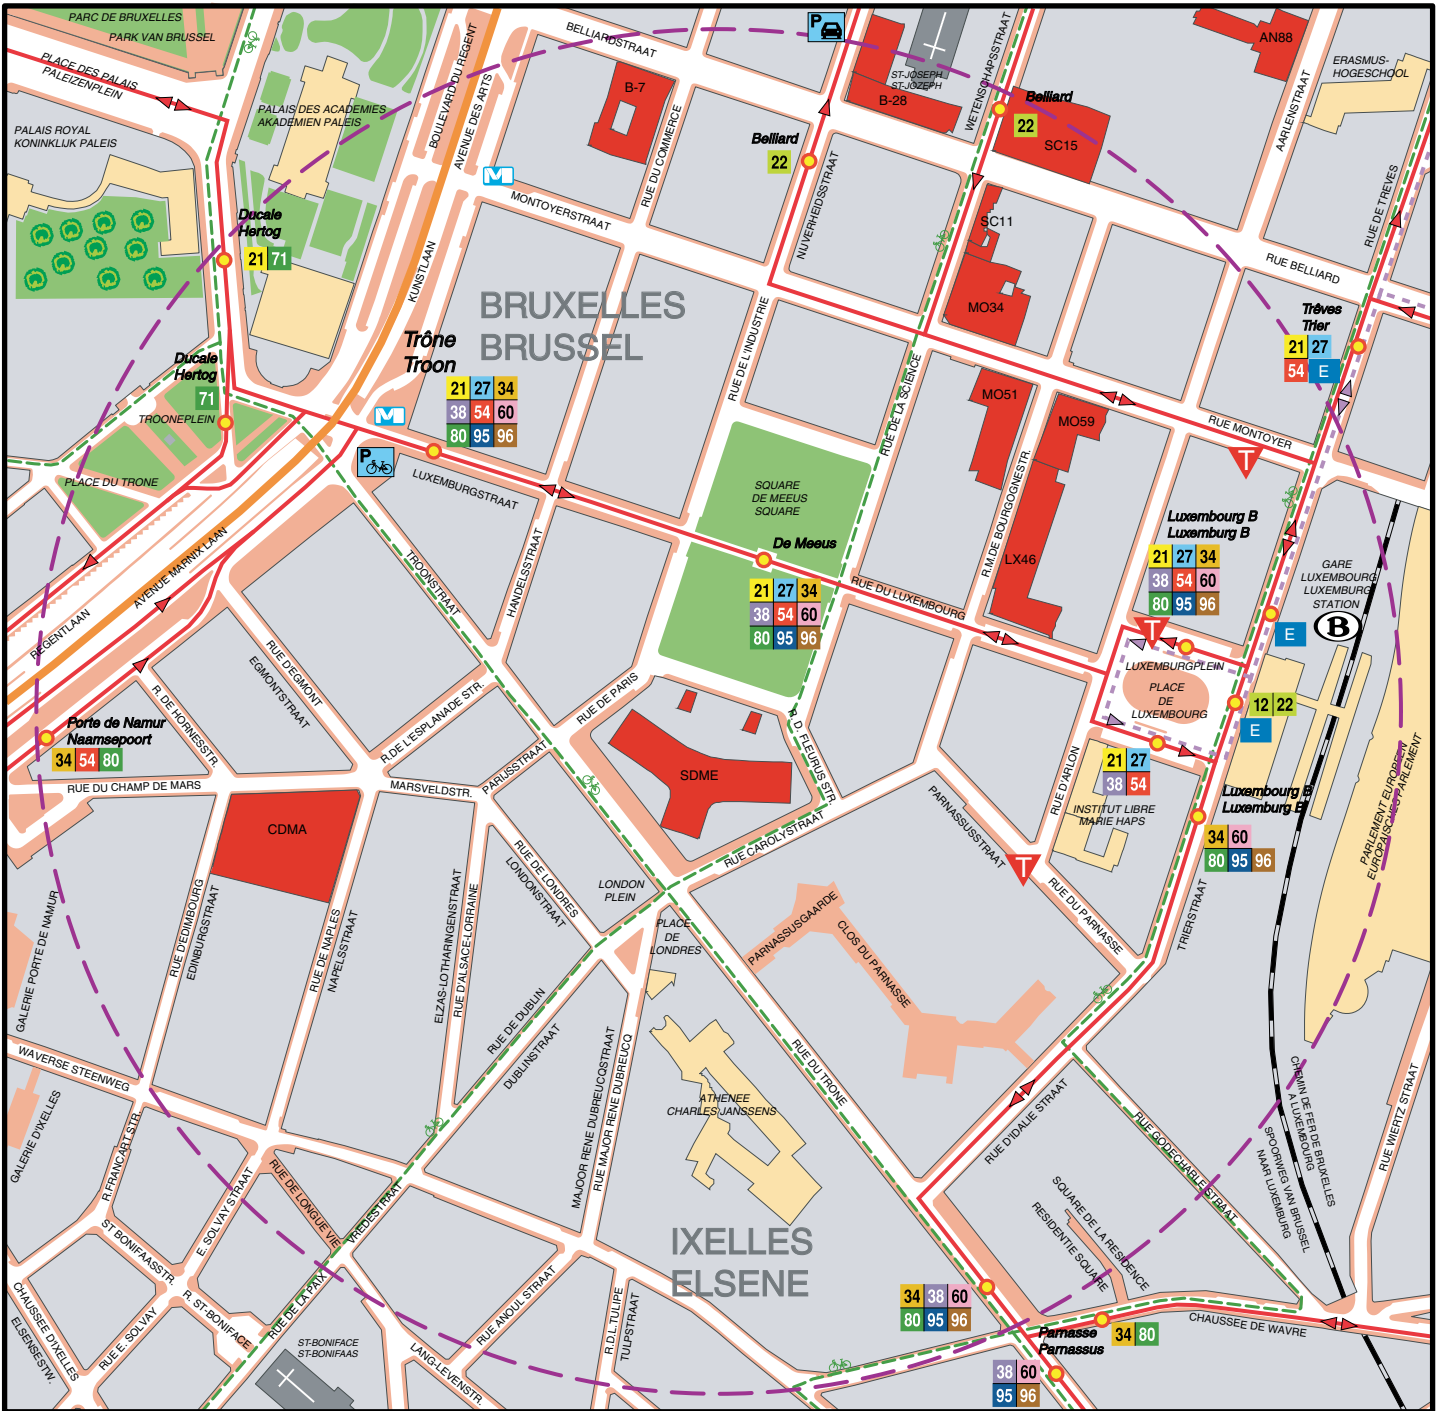 PARC DE BRUXELLES
PARK VAN BRUSSEL
PLACE DES PALAIS
PALEIZENPLEIN
PALAIS ROYAL
KONINKLIJK PALEIS
PALAIS DES ACADEMIES
AKADEMIEN PALEIS
BOULEVARD DU REGENT
AVENUE DES ARTS
KUNSTLAAN
BELLIARDSTRAAT
B-7
RUE DU COMMERCE
M
MONTOYERSTRAAT
P
B-28
ST-JOSEPH
ST-JOZEPH
WETENSCHAPSSTRAAT
Belliard
22
Belliard
22
SC15
AN88
AARLENSTRAAT
ERASMUS-
HOGESCHOOL
RUE DE TREVES
NIJVERHEIDSSTRAAT
SC11
MO34
RUE BELLIARD
Ducale
Hertog
21 71
BRUXELLES
BRUSSEL
Trône
Troon
21 27 34
38 54 60
80 95 96
Trêves
Trier
21 27
54 E
Ducale
Hertog
71
TROONEPLEIN
M
P
PLACE DU TRONE
LUXEMBURGSTRAAT
RUE DE L'INDUSTRIE
RUE DE LA SCIENCE
MO51
MO59
RUE MONTOYER
T
SQUARE
DE MEEUS
SQUARE
De Meeus
21 27 34
38 54 60
80 95 96
R.M.DE BOURGOGNESTR.
LX46
Luxembourg B
Luxemburg B
21 27 34
38 54 60
80 95 96
GARE
LUXEMBOURG
LUXEMBURG
STATION
B
E
REGENTLAAN
AVENUE MARNIX LAAN
TROONSTRAAT
HANDELSSTRAAT
RUE DU LUXEMBOURG
T
LUXEMBURGPLEIN
PLACE
DE
LUXEMBOURG
12 22
E
RUE D'EGMONT
EGMONTSTRAAT
R. DE HORNESSTR.
R.DE L'ESPLANADE STR.
RUE DE PARIS
PARIJSSTRAAT
R. D. FLEURUS STR.
Porte de Namur
Naamsepoort
34 54 80
RUE DU CHAMP DE MARS
MARSVELDSTR.
SDME
CDMA
RUE D'ARLON
21 27
38 54
INSTITUT LIBRE
MARIE HAPS
Luxembourg B
Luxemburg B
34 60
80 95 96
PARLEMENT EUROPEEN
EUROPAISCHEST PARLEMENT
PARNASSUSSTRAAT
T
RUE CAROLYSTRAAT
RUE DE LONDRES
LONDONSTRAAT
LONDON
PLEIN
PLACE
DE
LONDRES
PARNASSUSGAARDE
CLOS DU PARNASSE
RUE DU PARNASSE
TRIERSTRAAT
GALERIE PORTE DE NAMUR
RUE D'EDIMBOURG
EDINBURGSTRAAT
RUE DE NAPLES
NAPELSSTRAAT
ELZAS-LOTHARINGENSTRAAT
RUE D'ALSACE-LORRAINE
RUE DE DUBLIN
DUBLINSTRAAT
MAJOOR RENE DUBREUCQSTRAAT
RUE MAJOR RENE DUBREUCQ
RUE DU TRONE
ATHENEE
CHARLES JANSSENS
WAVERSE STEENWEG
GALERIE D'IXELLES
R.FRANCART STR.
E. SOLVAY STRAAT
RUE DE LONGUE VIE
VREDESTRAAT
RUE D'IDALIE STRAAT
RUE GODECHARLE STRAAT
CHEMIN DE FER DE BRUXELLES
A LUXEMBOURG
SPOORWEG VAN BRUSSEL
NAAR LUXEMBURG
RUE WIERTZ STRAAT
SQUARE DE LA RESIDENCE
RESIDENTIE SQUARE
IXELLES
ELSENE
ST BONIFAASSTR.
R. ST-BONIFACE
RUE DE LA PAIX
CHAUSSEE D'IXELLES
ELSENSESTW.
RUE E. SOLVAY
ST-BONIFACE
ST-BONIFAAS
LANG-LEVENSTR.
RUE ANOUL STRAAT
R.D.L.TULIPE
TULPSTRAAT
34 38 60
80 95 96
Parnasse
Parnassus
34 80
38 60
95 96
CHAUSSEE DE WAVRE